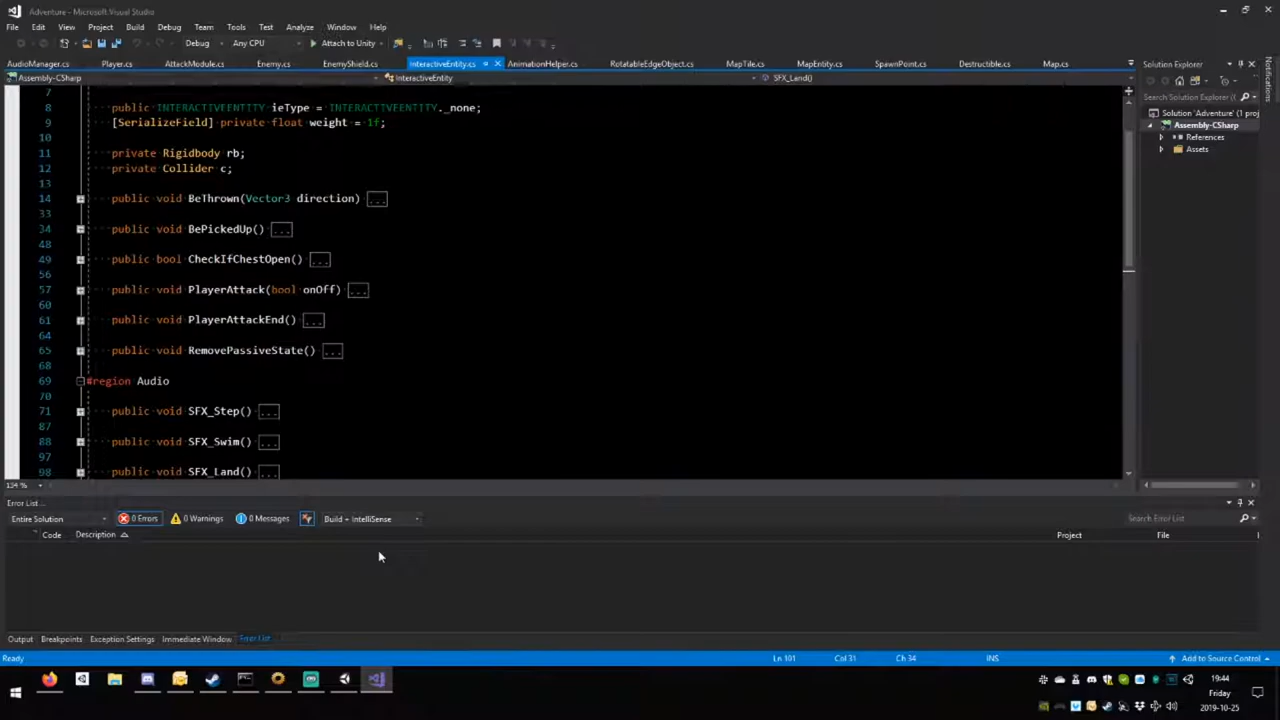 Adventure - Microsoft Visual Studio
File Edit View Project Build Debug Team Tools Test Analyze Window Help
Debug Any CPU Attach to Unity
AudioManager.cs Player.cs AttackModule.cs Enemy.cs EnemyShield.cs InteractiveEntity.cs AnimationHelper.cs RotatableEdgeObject.cs MapTile.cs MapEntity.cs SpawnPoint.cs Destructible.cs Map.cs
Assembly-CSharp InteractiveEntity SFX_Land()
7
8 public INTERACTIVEENTITY ieType = INTERACTIVEENTITY._none;
9 [SerializeField] private float weight = 1f;
10
11 private Rigidbody rb;
12 private Collider c;
13
14 public void BeThrown(Vector3 direction) ...
33
34 public void BePickedUp() ...
48
49 public bool CheckIfChestOpen() ...
56
57 public void PlayerAttack(bool onOff) ...
60
61 public void PlayerAttackEnd() ...
64
65 public void RemovePassiveState() ...
68
69 #region Audio
70
71 public void SFX_Step() ...
87
88 public void SFX_Swim() ...
97
98 public void SFX_Land() ...
134 %
Solution Explorer
Search Solution Explorer
Solution 'Adventure' (1 proj
Assembly-CSharp
References
Assets
Notifications
Error List...
Entire Solution 0 Errors 0 Warnings 0 Messages Build + IntelliSense Search Error List
Code Description Project File
Output Breakpoints Exception Settings Immediate Window Error List
Ready Ln 101 Col 31 Ch 34 INS Add to Source Control
19:44
Friday
2019-10-25